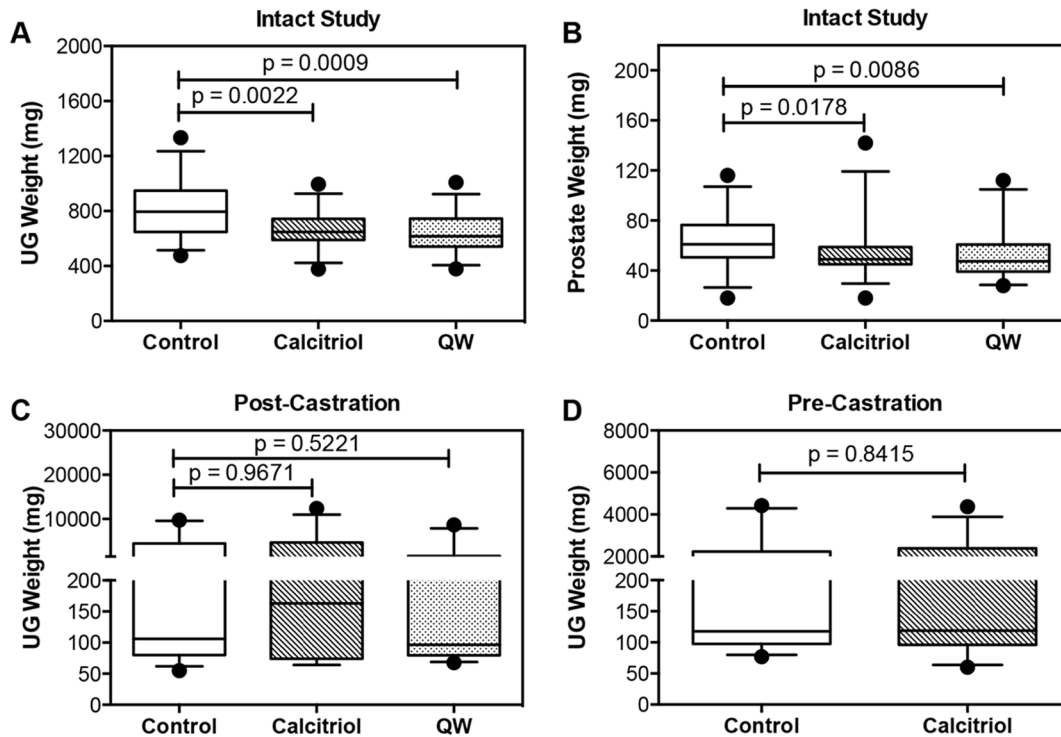 A
Intact Study
UG Weight (mg)
2000
1600
1200
800
400
0
p = 0.0009
p = 0.0022
Control
Calcitriol
QW
B
Intact Study
Prostate Weight (mg)
200
160
120
80
40
0
p = 0.0086
p = 0.0178
Control
Calcitriol
QW
C
Post-Castration
UG Weight (mg)
30000
20000
10000
200
150
100
50
0
p = 0.5221
p = 0.9671
Control
Calcitriol
QW
D
Pre-Castration
UG Weight (mg)
8000
6000
4000
2000
200
150
100
50
0
p = 0.8415
Control
Calcitriol